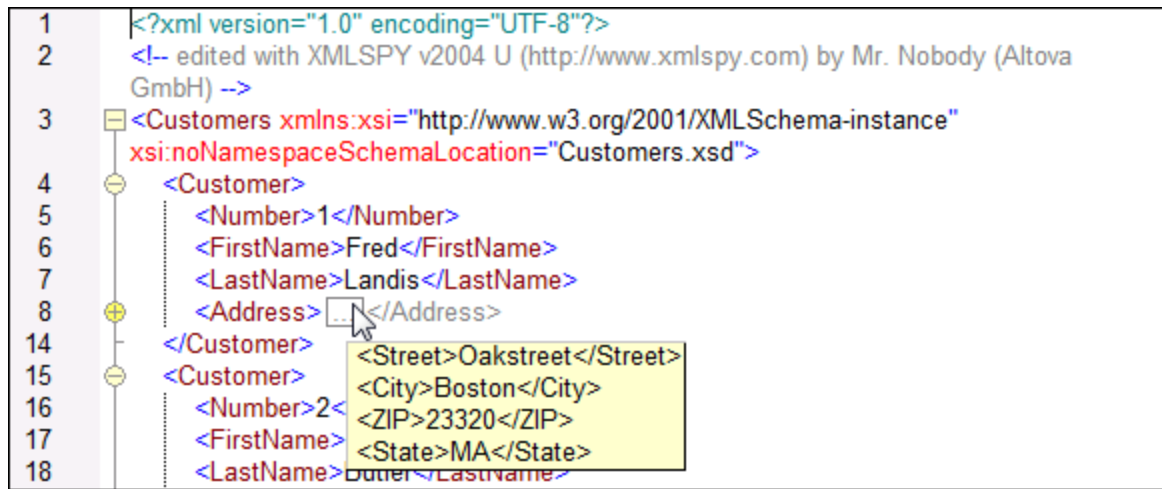 1 <?xml version="1.0" encoding="UTF-8"?>
2 <!-- edited with XMLSPY v2004 U (http://www.xmlspy.com) by Mr. Nobody (Altova
GmbH) -->
3 <Customers xmlns:xsi="http://www.w3.org/2001/XMLSchema-instance"
xsi:noNamespaceSchemaLocation="Customers.xsd">
4 <Customer>
5 <Number>1</Number>
6 <FirstName>Fred</FirstName>
7 <LastName>Landis</LastName>
8 <Address> ... </Address>
14 </Customer>
<Street>Oakstreet</Street>
15 <Customer>
<City>Boston</City>
16 <Number>2<
<ZIP>23320</ZIP>
17 <FirstName>
<State>MA</State>
18 <LastName>Butler</LastName>